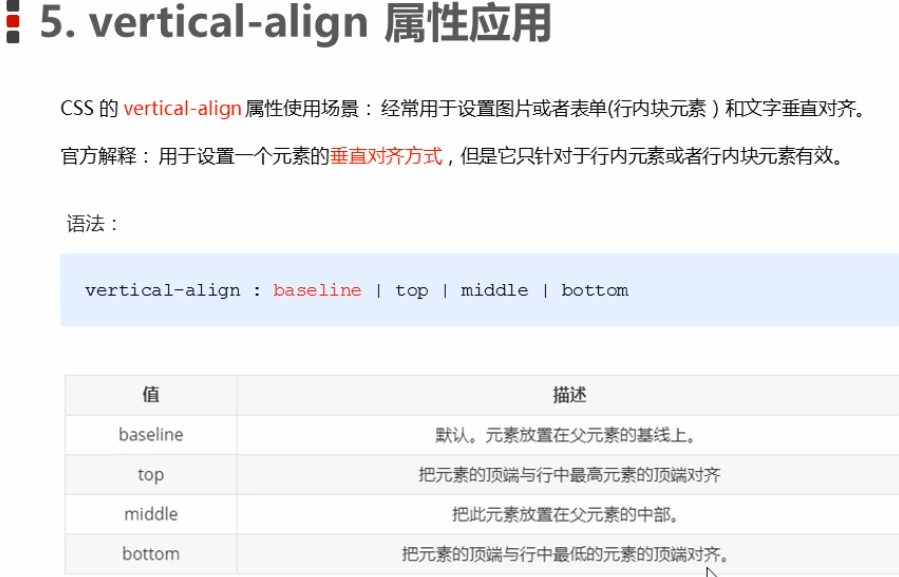 5. vertical-align 属性应用
CSS 的 vertical-align 属性使用场景： 经常用于设置图片或者表单(行内块元素）和文字垂直对齐。
官方解释： 用于设置一个元素的垂直对齐方式，但是它只针对于行内元素或者行内块元素有效。
语法：
vertical-align : baseline | top | middle | bottom
值 描述
baseline 默认。元素放置在父元素的基线上。
top 把元素的顶端与行中最高元素的顶端对齐
middle 把此元素放置在父元素的中部。
bottom 把元素的顶端与行中最低的元素的顶端对齐。